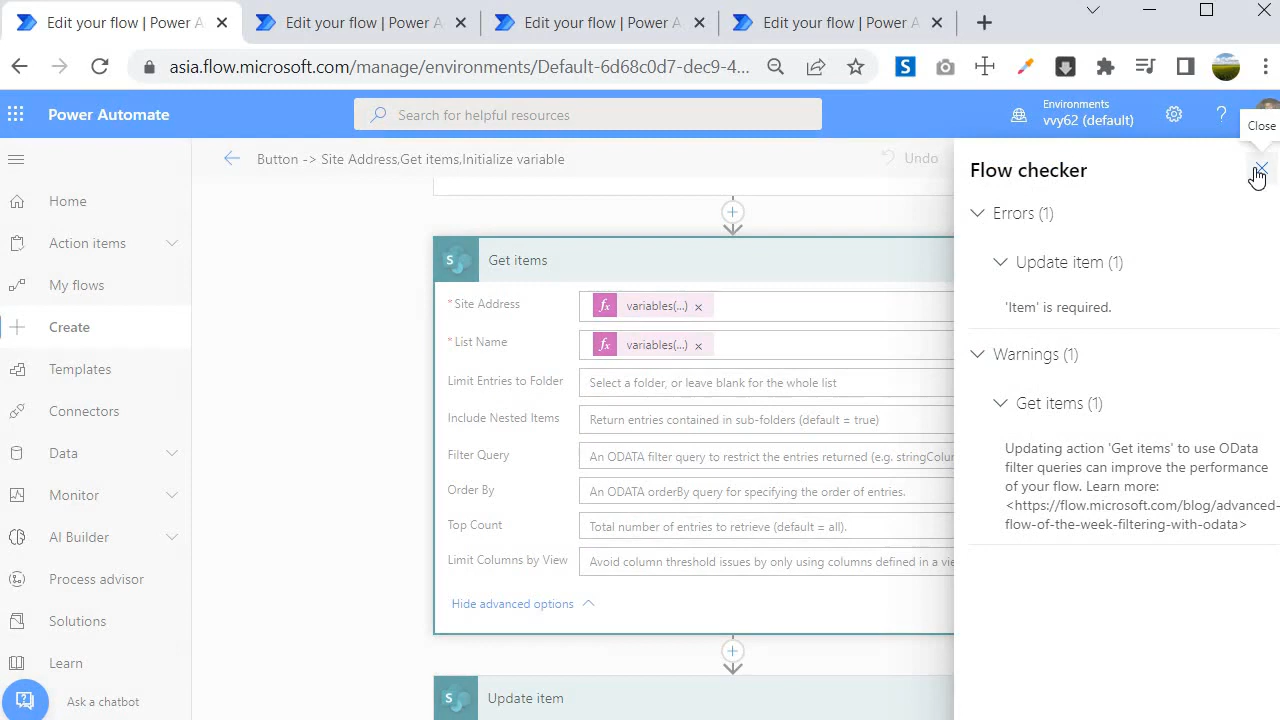 Edit your flow | Power A
Edit your flow | Power A
Edit your flow | Power A
Edit your flow | Power A
asia.flow.microsoft.com/manage/environments/Default-6d68c0d7-dec9-4...
S
Power Automate
Search for helpful resources
Environments
vvy62 (default)
?
Close
Button -> Site Address,Get items,Initialize variable
Undo
Home
Action items
My flows
Create
Templates
Connectors
Data
Monitor
AI Builder
Process advisor
Solutions
Learn
Ask a chatbot
S
Get items
*Site Address
fx variables(...) ×
*List Name
fx variables(...) ×
Limit Entries to Folder
Select a folder, or leave blank for the whole list
Include Nested Items
Return entries contained in sub-folders (default = true)
Filter Query
An ODATA filter query to restrict the entries returned (e.g. stringColu
Order By
An ODATA orderBy query for specifying the order of entries.
Top Count
Total number of entries to retrieve (default = all).
Limit Columns by View
Avoid column threshold issues by only using columns defined in a vie
Hide advanced options
S
Update item
Flow checker
Errors (1)
Update item (1)
'Item' is required.
Warnings (1)
Get items (1)
Updating action 'Get items' to use OData
filter queries can improve the performance
of your flow. Learn more:
<https://flow.microsoft.com/blog/advanced-
flow-of-the-week-filtering-with-odata>